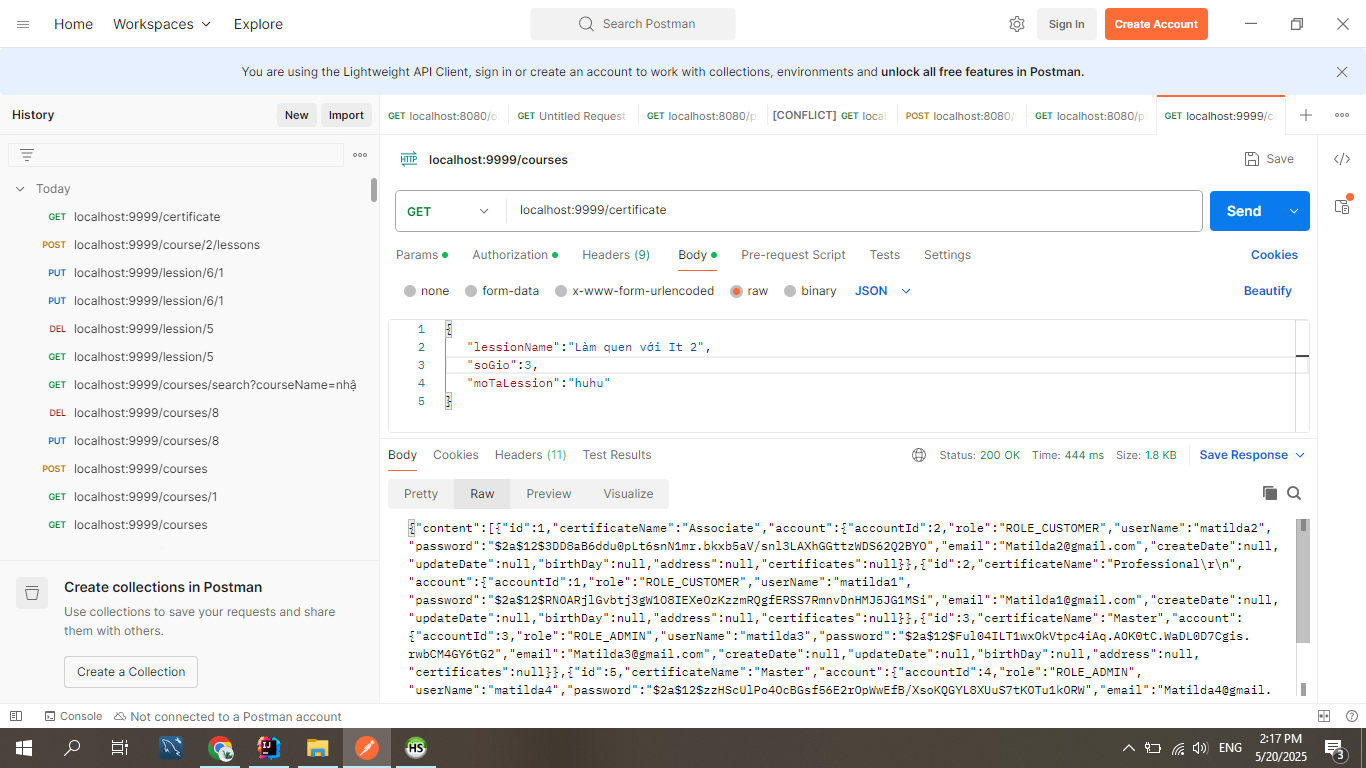 Home Workspaces Explore Search Postman Sign In Create Account
You are using the Lightweight API Client, sign in or create an account to work with collections, environments and unlock all free features in Postman.
History New Import
GET localhost:8080/o GET Untitled Request GET localhost:8080/p [CONFLICT] GET local POST localhost:8080/ GET localhost:8080/p GET localhost:9999/c
HTTP localhost:9999/courses Save
Today
GET localhost:9999/certificate
POST localhost:9999/course/2/lessons
PUT localhost:9999/lession/6/1
PUT localhost:9999/lession/6/1
DEL localhost:9999/lession/5
GET localhost:9999/lession/5
GET localhost:9999/courses/search?courseName=nhậ
DEL localhost:9999/courses/8
PUT localhost:9999/courses/8
POST localhost:9999/courses
GET localhost:9999/courses/1
GET localhost:9999/courses
Create collections in Postman
Use collections to save your requests and share
them with others.
Create a Collection
GET localhost:9999/certificate Send
Params Authorization Headers (9) Body Pre-request Script Tests Settings Cookies
none form-data x-www-form-urlencoded raw binary JSON Beautify
1 {
2 "lessionName":"Làm quen với It 2",
3 "soGio":3,
4 "moTaLession":"huhu"
5 }
Body Cookies Headers (11) Test Results Status: 200 OK Time: 444 ms Size: 1.8 KB Save Response
Pretty Raw Preview Visualize
{"content":[{"id":1,"certificateName":"Associate","account":{"accountId":2,"role":"ROLE_CUSTOMER","userName":"matilda2",
"password":"$2a$12$3DD8aB6ddu0pLt6snN1mr.bkxb5aV/snl3LAXhGGttzWDS62Q2BYO","email":"Matilda2@gmail.com","createDate":null,
"updateDate":null,"birthDay":null,"address":null,"certificates":null}},{"id":2,"certificateName":"Professional\r\n",
"account":{"accountId":1,"role":"ROLE_CUSTOMER","userName":"matilda1",
"password":"$2a$12$RNOARjlGvbtj3gW1O8IEXeOzKzzmRQgfERSS7RmnvDnHMJ5JG1MSi","email":"Matilda1@gmail.com","createDate":null,
"updateDate":null,"birthDay":null,"address":null,"certificates":null}},{"id":3,"certificateName":"Master","account":
{"accountId":3,"role":"ROLE_ADMIN","userName":"matilda3","password":"$2a$12$Ful04ILT1wxOkVtpc4iAq.AOK0tC.WaDL0D7Cgis.
rwbCM4GY6tG2","email":"Matilda3@gmail.com","createDate":null,"updateDate":null,"birthDay":null,"address":null,
"certificates":null}},{"id":5,"certificateName":"Master","account":{"accountId":4,"role":"ROLE_ADMIN",
"userName":"matilda4","password":"$2a$12$zzHScUlPo4OcBGsf56E2rOpWwEfB/XsoKQGYL8XUuS7tKOTu1kORW","email":"Matilda4@gmail.
Console Not connected to a Postman account
HS ENG 2:17 PM
5/20/2025 3